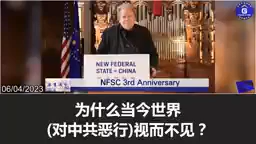 NEW FEDERAL
STATE OF CHINA
NFSC 3rd Anniversary
06/04/2023
为什么当今世界
(对中共恶行)视而不见？